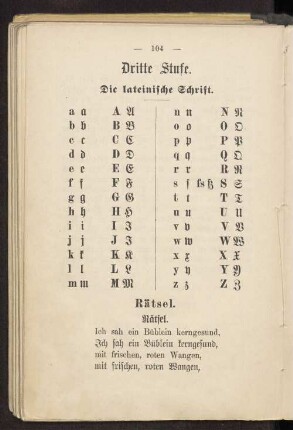 — 104 —
Dritte Stufe.
Die lateinische Schrift.
a a A A n n N N
b b B B o o O O
c c C C p p P P
d d D D q q Q Q
e e E E r r R R
f f F F s ſ ſs ß S S
g g G G t t T T
h h H H u u U U
i i I I v v V V
j j J J w w W W
k k K K x x X X
l l L L y y Y Y
m m M M z z Z Z
Rätsel.
Rätsel.
Ich sah ein Büblein kerngesund,
Ich ſah ein Büblein kerngeſund,
mit frischen, roten Wangen,
mit friſchen, roten Wangen,